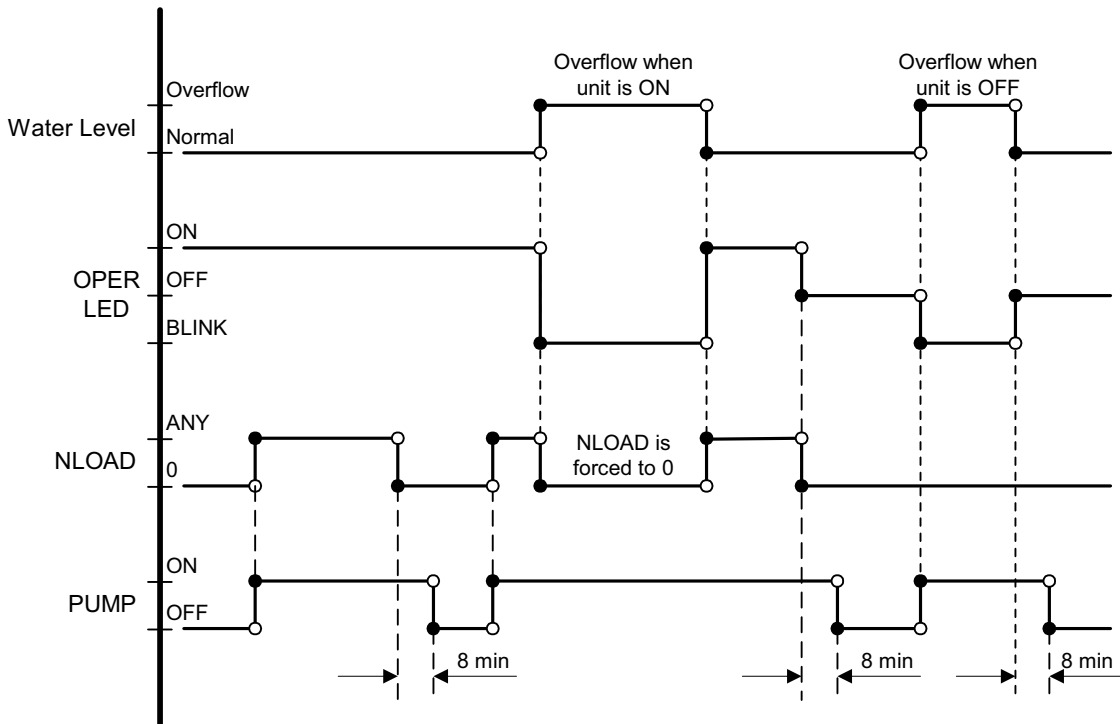 Overflow when
unit is ON
Overflow when
unit is OFF
Overflow
Water Level
Normal
ON
OPER
LED
OFF
BLINK
ANY
NLOAD
0
NLOAD is
forced to 0
ON
PUMP
OFF
8 min
8 min
8 min